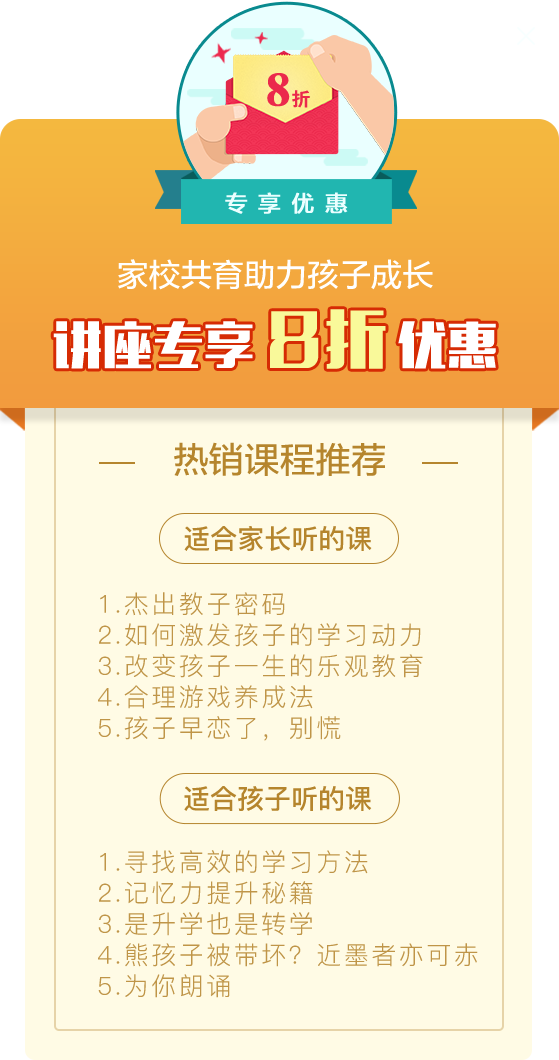 8折
专享优惠
家校共育助力孩子成长
讲座专享8折优惠
热销课程推荐
适合家长听的课
1.杰出教子密码
2.如何激发孩子的学习动力
3.改变孩子一生的乐观教育
4.合理游戏养成法
5.孩子早恋了，别慌
适合孩子听的课
1.寻找高效的学习方法
2.记忆力提升秘籍
3.是升学也是转学
4.熊孩子被带坏？近墨者亦可赤
5.为你朗诵